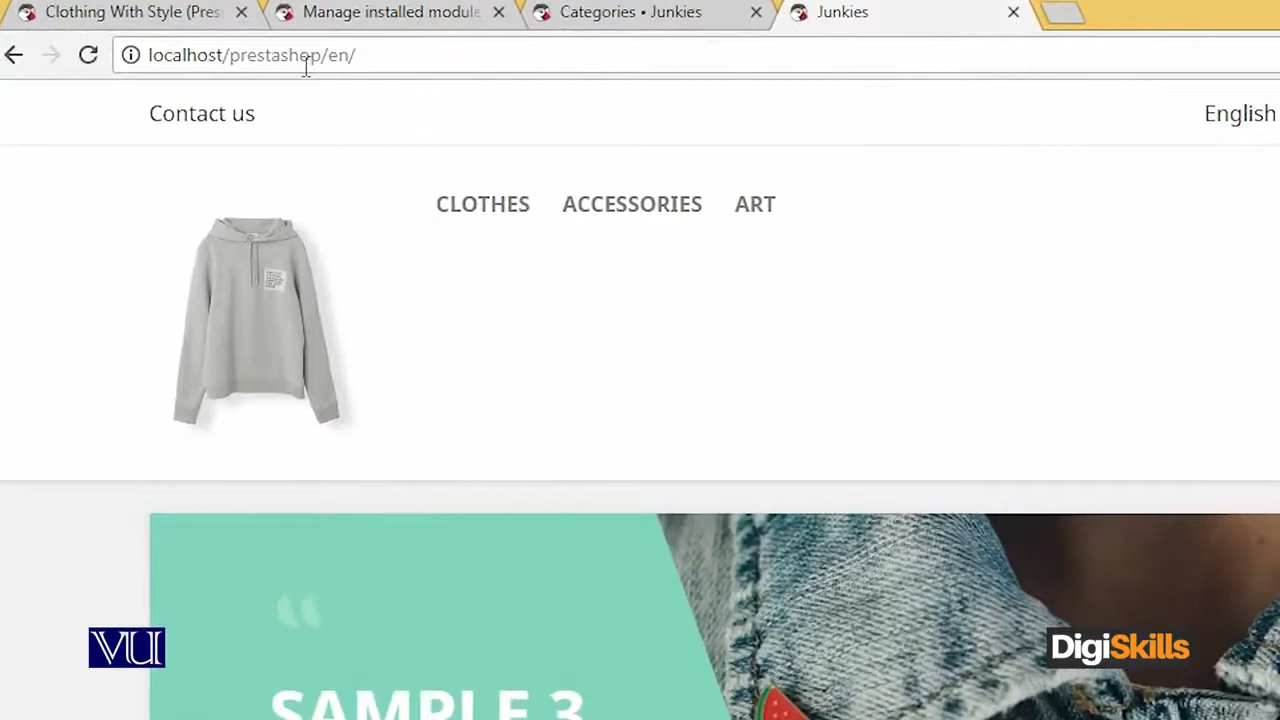 Clothing With Style (Pres
Manage installed module
Categories • Junkies
Junkies
localhost/prestashop/en/
Contact us
English
CLOTHES
ACCESSORIES
ART
“
SAMPLE 3
VU
DigiSkills